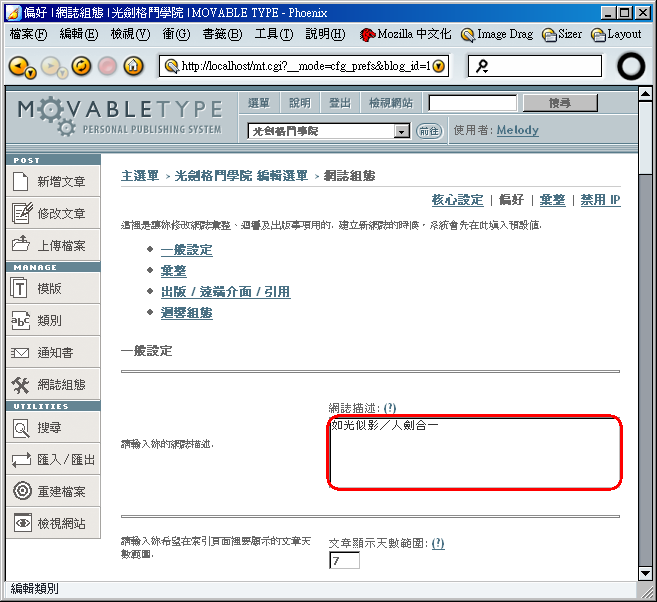 偏好 | 網誌組態 | 光劍格鬥學院 | MOVABLE TYPE - Phoenix
檔案(F) 編輯(E) 檢視(V) 衝(G) 書籤(B) 工具(T) 說明(H) Mozilla 中文化 Image Drag Sizer Layout
http://localhost/mt.cgi?__mode=cfg_prefs&blog_id=1
MOVABLETYPE
PERSONAL PUBLISHING SYSTEM
選單 說明 登出 檢視網站 搜尋
光劍格鬥學院 前往 使用者: Melody
POST
新增文章
修改文章
上傳檔案
MANAGE
模版
類別
通知書
網誌組態
UTILITIES
搜尋
匯入 / 匯出
重建檔案
檢視網站
主選單 > 光劍格鬥學院 編輯選單 > 網誌組態
核心設定 | 偏好 | 彙整 | 禁用 IP
這裡是讓妳修改網誌彙整、迴響及出版事項用的. 建立新網誌的時候，系統會先在此填入預設值.
一般設定
彙整
出版 / 遠端介面 / 引用
迴響組態
一般設定
網誌描述: (?)
請輸入妳的網誌描述.
如光似影／人劍合一
請輸入妳希望在索引頁面裡要顯示的文章天
數範圍.
文章顯示天數範圍: (?)
7
編輯類別